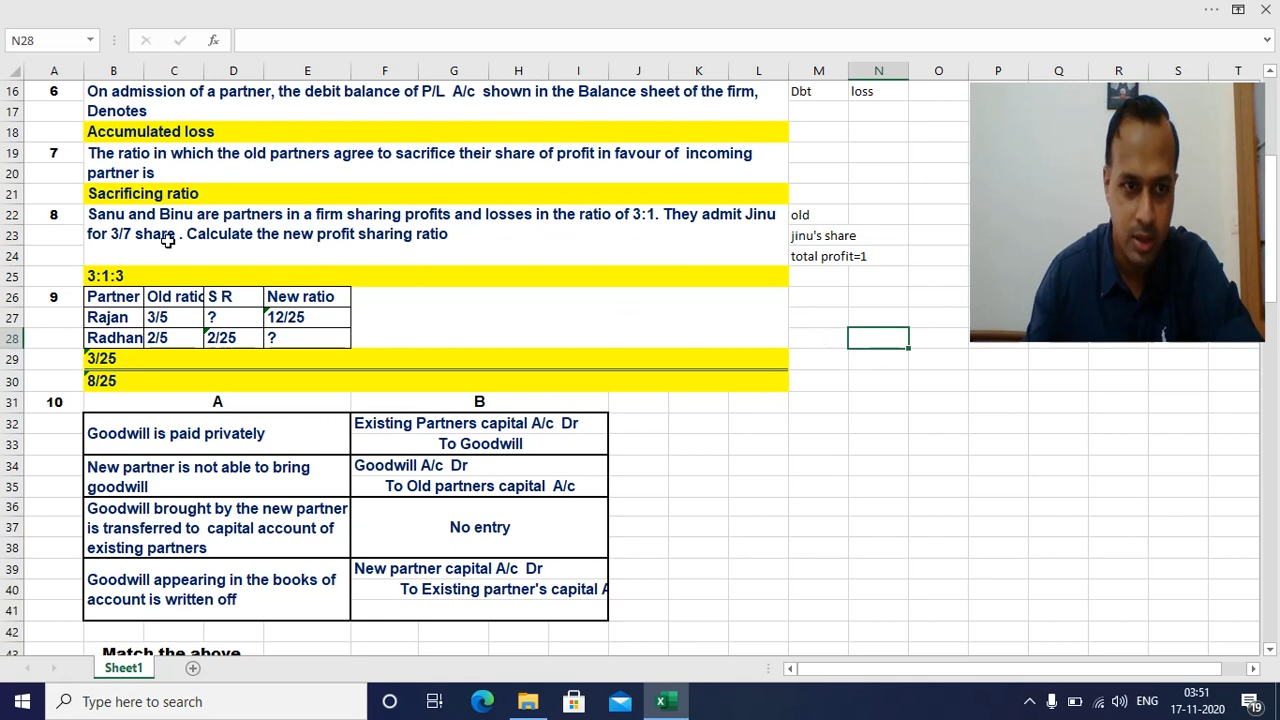 N28
fx
A B C D E F G H I J K L M N O P Q R S T
16 6 On admission of a partner, the debit balance of P/L A/c shown in the Balance sheet of the firm, Dbt loss
17 Denotes
18 Accumulated loss
19 7 The ratio in which the old partners agree to sacrifice their share of profit in favour of incoming
20 partner is
21 Sacrificing ratio
22 8 Sanu and Binu are partners in a firm sharing profits and losses in the ratio of 3:1. They admit Jinu old
23 for 3/7 share . Calculate the new profit sharing ratio jinu's share
24 total profit=1
25 3:1:3
26 9 Partner Old ratio S R New ratio
27 Rajan 3/5 ? 12/25
28 Radhan 2/5 2/25 ?
29 3/25
30 8/25
31 10 A B
32 Existing Partners capital A/c Dr
Goodwill is paid privately
33 To Goodwill
34 New partner is not able to bring Goodwill A/c Dr
35 goodwill To Old partners capital A/c
36 Goodwill brought by the new partner
37 is transferred to capital account of No entry
38 existing partners
39 New partner capital A/c Dr
Goodwill appearing in the books of
40 To Existing partner's capital A
account is written off
41
42
43 Match the above
Sheet1
Type here to search
ENG
03:51
17-11-2020
19